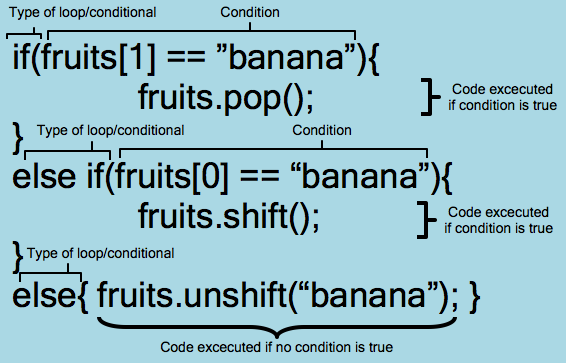 Type of loop/conditional Condition
if(fruits[1] == ”banana”){
fruits.pop();
Code excecuted
if condition is true
}
Type of loop/conditional Condition
else if(fruits[0] == “banana”){
fruits.shift();
Code excecuted
if condition is true
}
Type of loop/conditional
else{ fruits.unshift(“banana”); }
Code excecuted if no condition is true